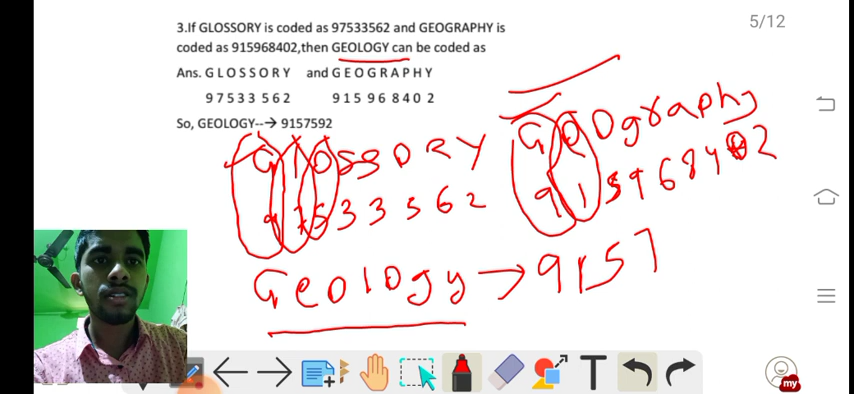 5/12
3.If GLOSSORY is coded as 97533562 and GEOGRAPHY is
coded as 915968402,then GEOLOGY can be coded as
Ans. G L O S S O R Y and G E O G R A P H Y
9 7 5 3 3 5 6 2 9 1 5 9 6 8 4 0 2
So, GEOLOGY--→ 9157592
GlossORY GEOgraphy
97533562 915968402
Geology → 9157
T
my